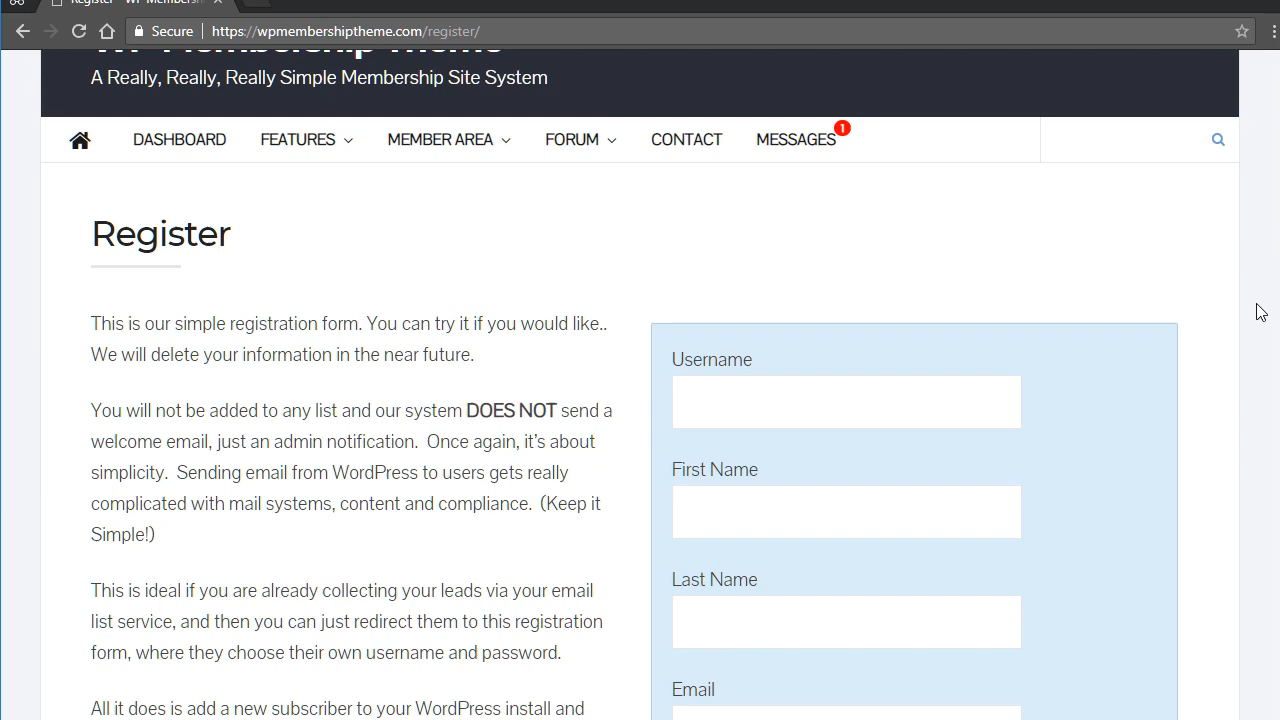 Register
Secure
https://wpmembershiptheme.com/register/
WP Membership Theme
A Really, Really, Really Simple Membership Site System
DASHBOARD FEATURES MEMBER AREA FORUM CONTACT MESSAGES 1
Register
This is our simple registration form. You can try it if you would like..
We will delete your information in the near future.
You will not be added to any list and our system DOES NOT send a
welcome email, just an admin notification.  Once again, it's about
simplicity.  Sending email from WordPress to users gets really
complicated with mail systems, content and compliance.  (Keep it
Simple!)
This is ideal if you are already collecting your leads via your email
list service, and then you can just redirect them to this registration
form, where they choose their own username and password.
All it does is add a new subscriber to your WordPress install and
Username
First Name
Last Name
Email